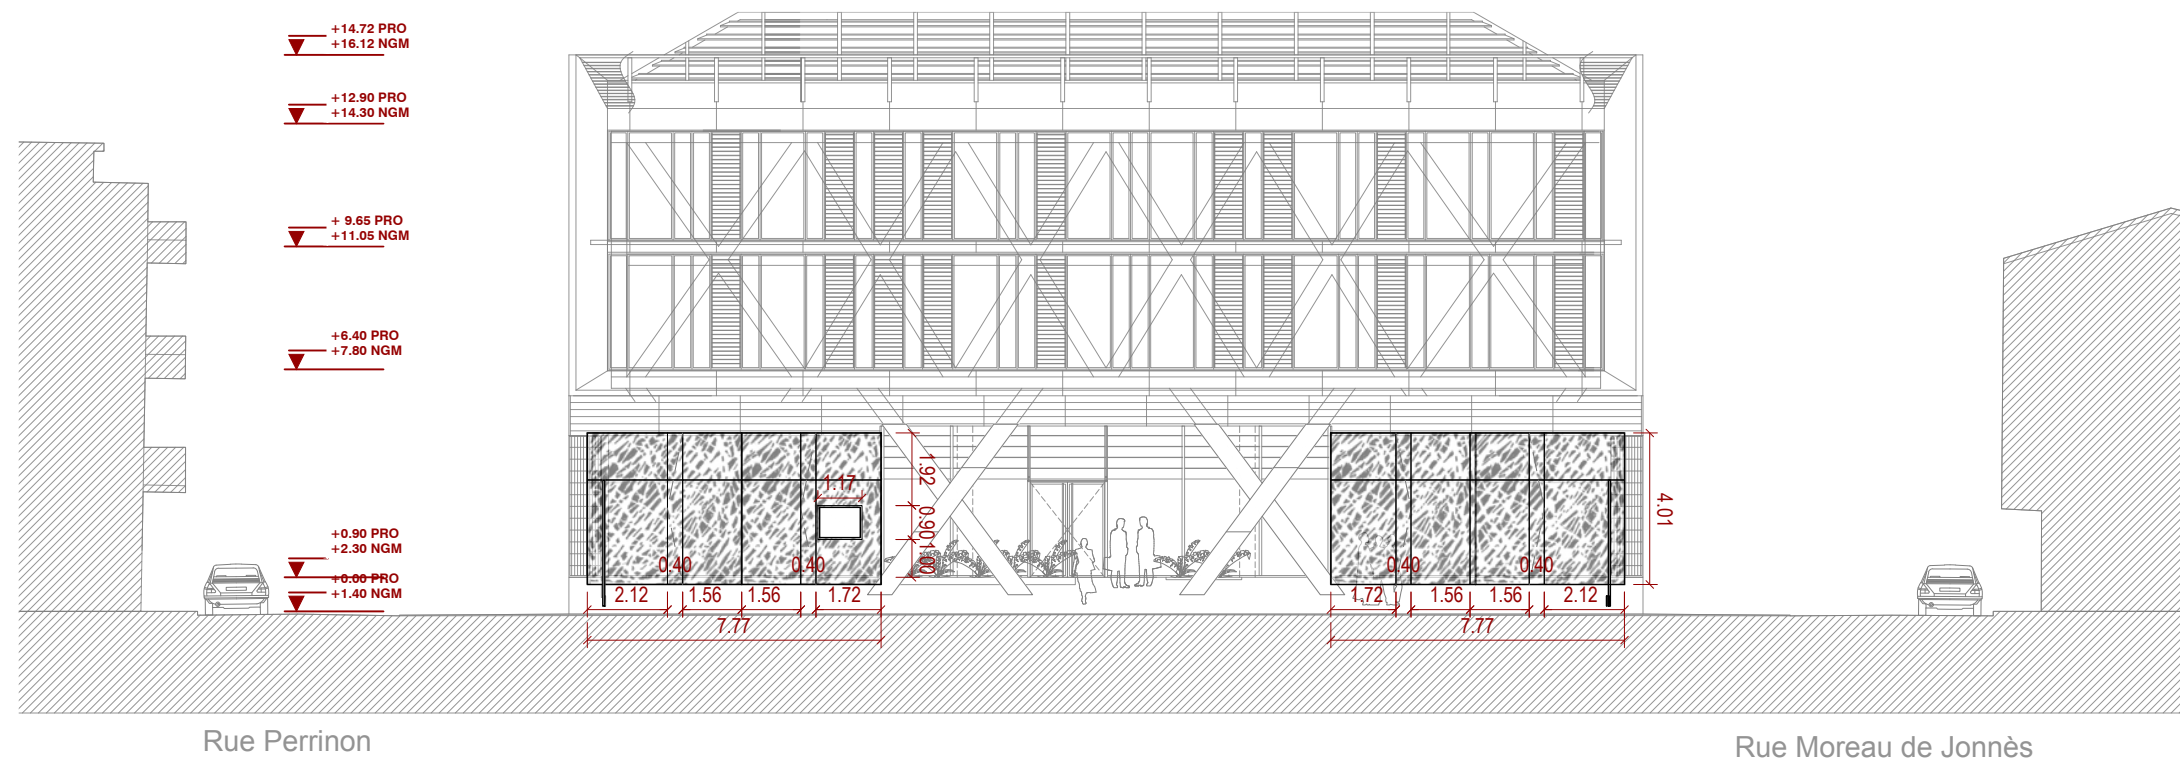 +14.72 PRO
+16.12 NGM
+12.90 PRO
+14.30 NGM
+ 9.65 PRO
+11.05 NGM
+6.40 PRO
+7.80 NGM
+0.90 PRO
+2.30 NGM
+0.00 PRO
+1.40 NGM
1.92
1.17
0.90
1.00
4.01
0.40 0.40 0.40 0.40
2.12 1.56 1.56 1.72 1.72 1.56 1.56 2.12
7.77 7.77
Rue Perrinon
Rue Moreau de Jonnès